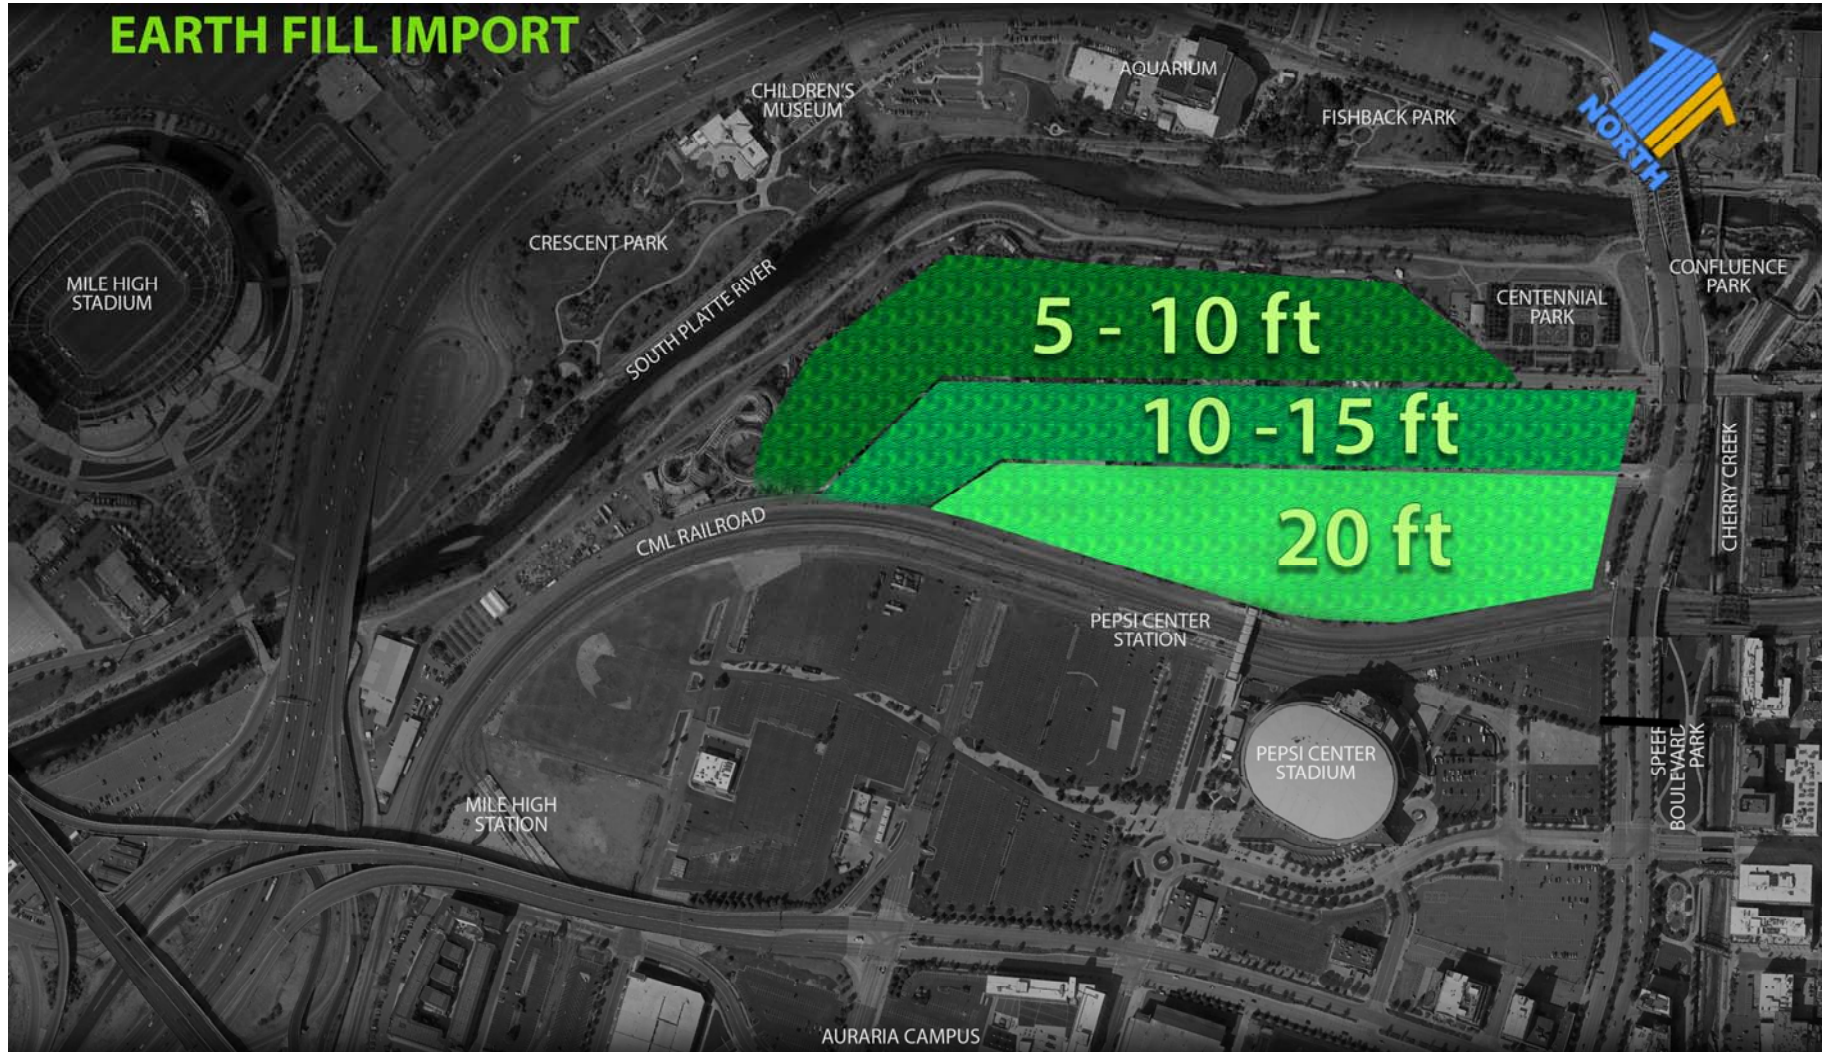 EARTH FILL IMPORT
AQUARIUM
CHILDREN'S
MUSEUM
FISHBACK PARK
NORTH
CRESCENT PARK
MILE HIGH
STADIUM
SOUTH PLATTE RIVER
CONFLUENCE
PARK
CENTENNIAL
PARK
5 - 10 ft
10 -15 ft
20 ft
CHERRY CREEK
CML RAILROAD
PEPSI CENTER
STATION
PEPSI CENTER
STADIUM
SPEER
BOULEVARD
PARK
MILE HIGH
STATION
AURARIA CAMPUS